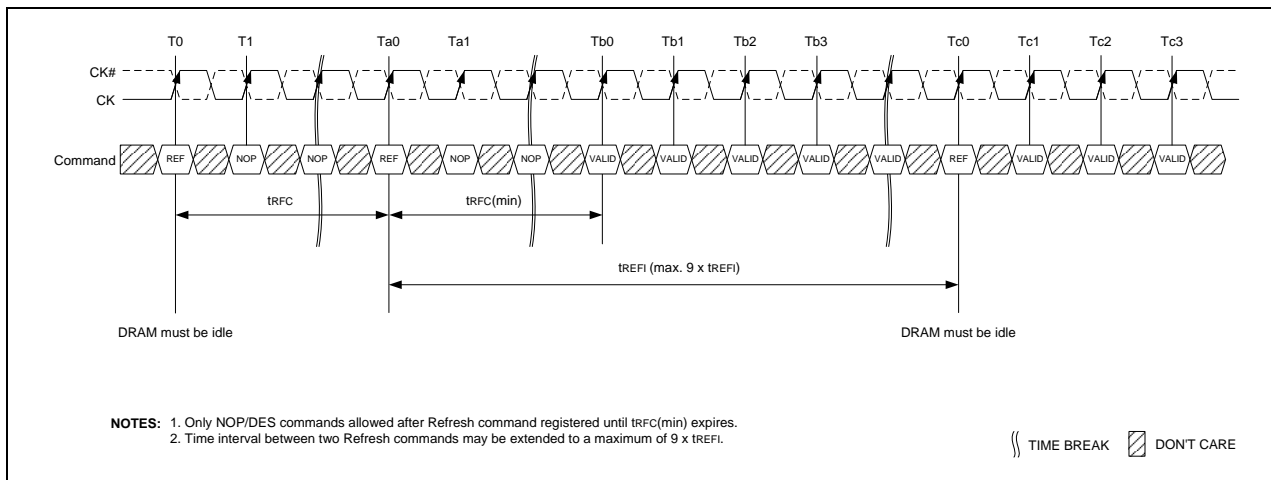 T0 T1 Ta0 Ta1 Tb0 Tb1 Tb2 Tb3 Tc0 Tc1 Tc2 Tc3
CK#
CK
Command REF NOP NOP REF NOP NOP VALID VALID VALID VALID VALID REF VALID VALID VALID
tRFC tRFC(min)
tREFI (max. 9 x tREFI)
DRAM must be idle DRAM must be idle
NOTES: 1. Only NOP/DES commands allowed after Refresh command registered until tRFC(min) expires.
2. Time interval between two Refresh commands may be extended to a maximum of 9 x tREFI.
TIME BREAK DON'T CARE